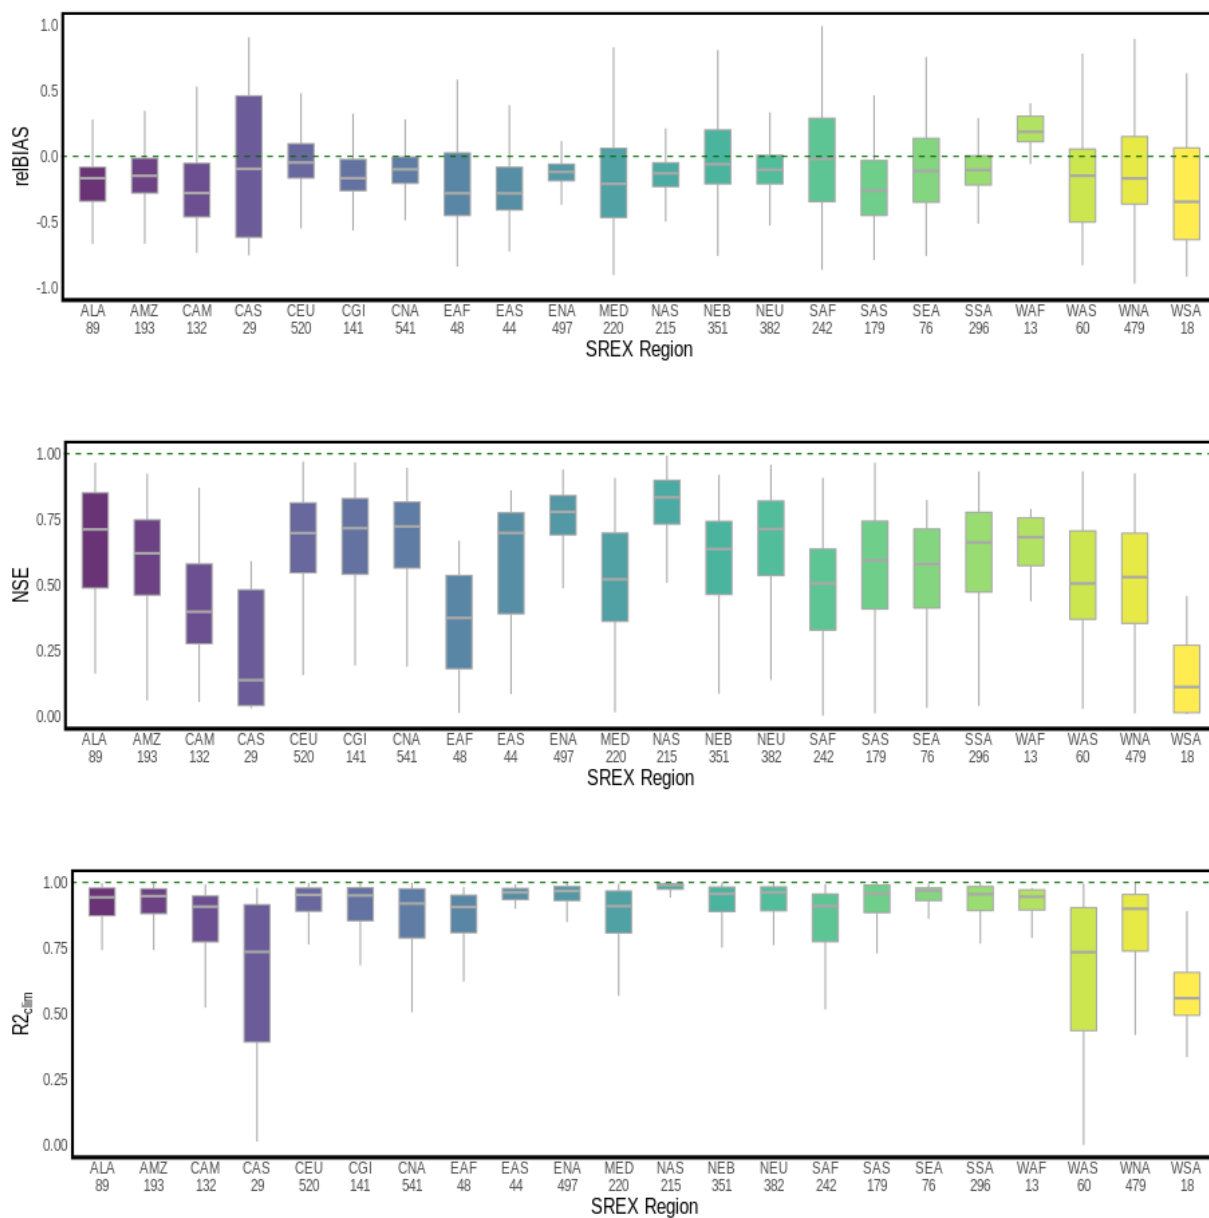 1.0
0.5
0.0
-0.5
-1.0
relBIAS
ALA AMZ CAM CAS CEU CGI CNA EAF EAS ENA MED NAS NEB NEU SAF SAS SEA SSA WAF WAS WNA WSA
89 193 132 29 520 141 541 48 44 497 220 215 351 382 242 179 76 296 13 60 479 18
SREX Region
1.00
0.75
0.50
0.25
0.00
NSE
ALA AMZ CAM CAS CEU CGI CNA EAF EAS ENA MED NAS NEB NEU SAF SAS SEA SSA WAF WAS WNA WSA
89 193 132 29 520 141 541 48 44 497 220 215 351 382 242 179 76 296 13 60 479 18
SREX Region
1.00
0.75
0.50
0.25
0.00
R2clim
ALA AMZ CAM CAS CEU CGI CNA EAF EAS ENA MED NAS NEB NEU SAF SAS SEA SSA WAF WAS WNA WSA
89 193 132 29 520 141 541 48 44 497 220 215 351 382 242 179 76 296 13 60 479 18
SREX Region